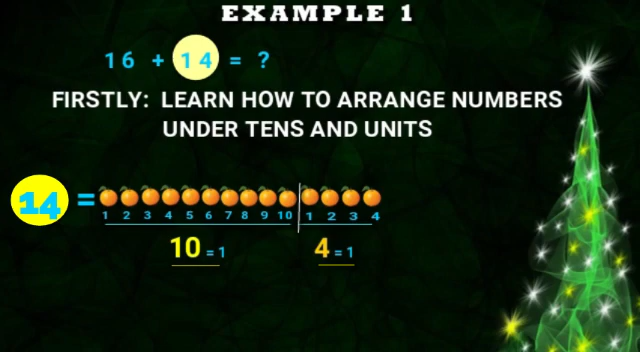 EXAMPLE 1
16 + 14 = ?
FIRSTLY: LEARN HOW TO ARRANGE NUMBERS
UNDER TENS AND UNITS
14 =
1 2 3 4 5 6 7 8 9 10 1 2 3 4
10 = 1 4 = 1